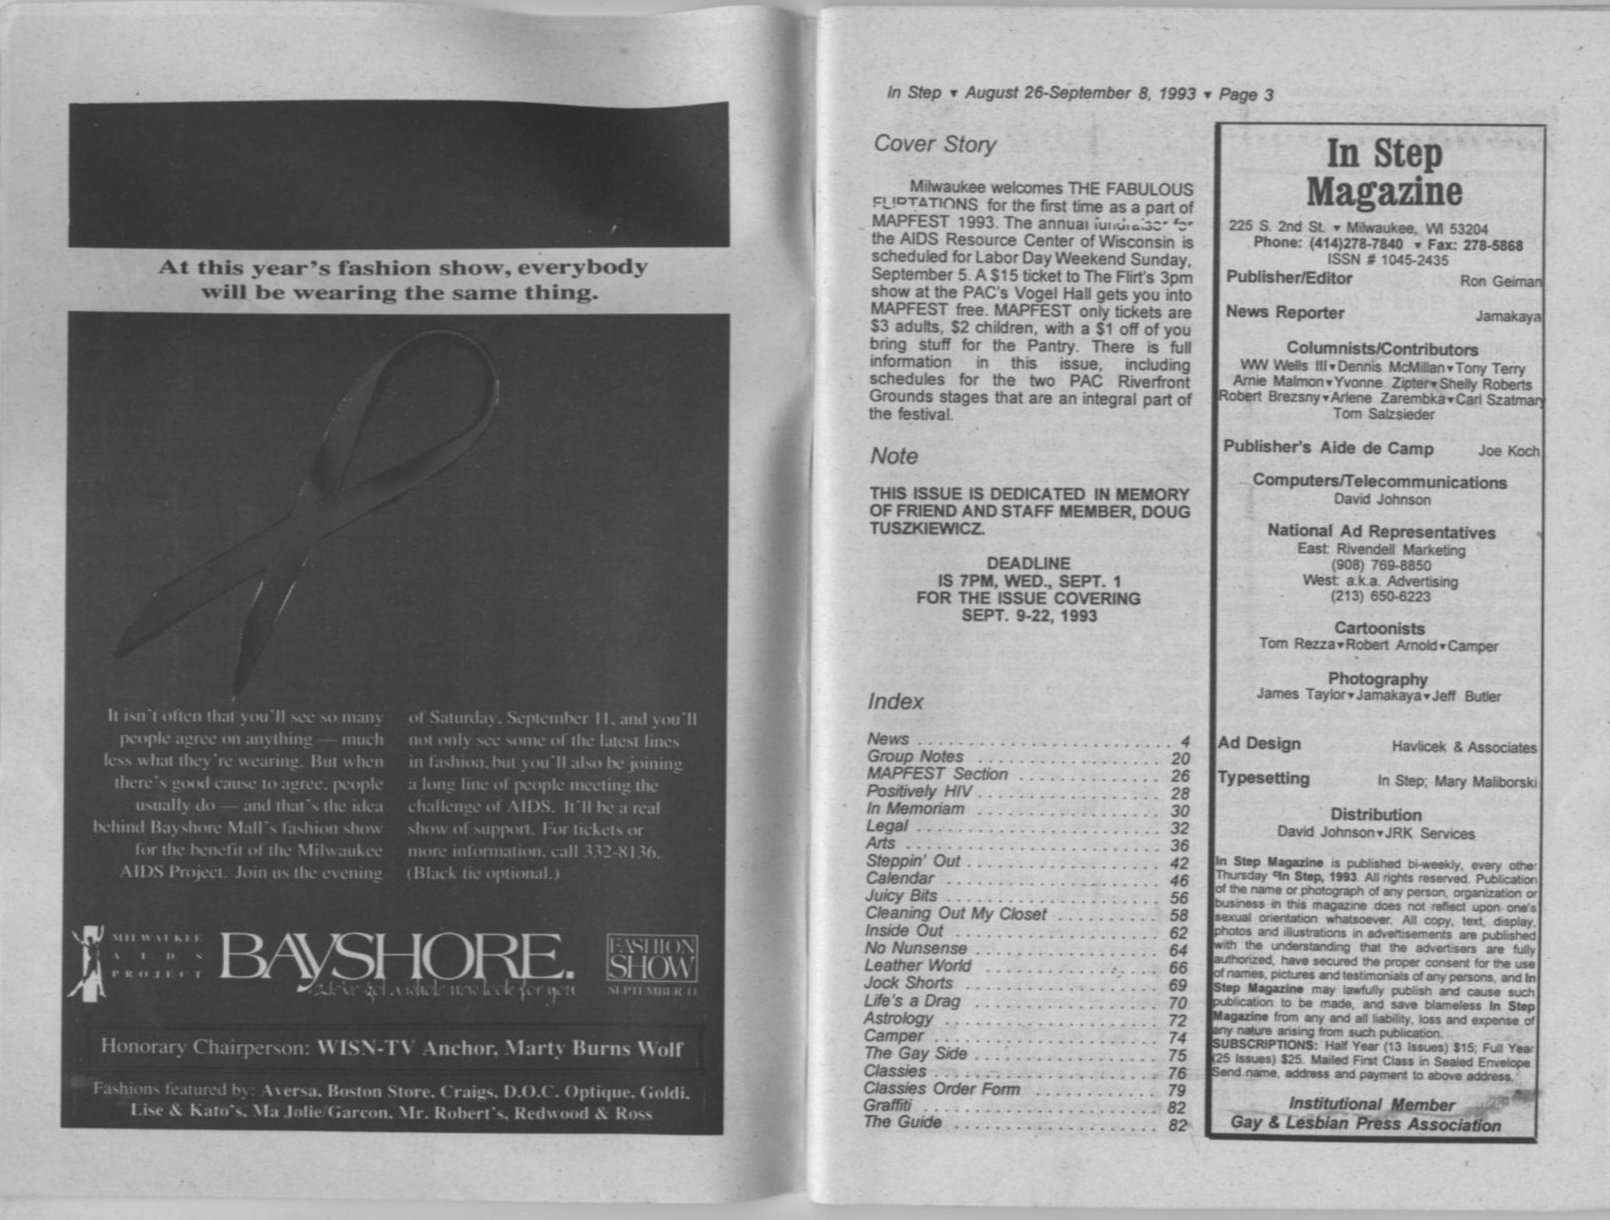 At this year's fashion show, everybody
will be wearing the same thing.
It isn't often that you'll see so many
people agree on anything — much
less what they're wearing. But when
there's good cause to agree, people
usually do — and that's the idea
behind Bayshore Mall's fashion show
for the benefit of the Milwaukee
AIDS Project. Join us the evening
of Saturday, September 11, and you'll
not only see some of the latest lines
in fashion, but you'll also be joining
a long line of people meeting the
challenge of AIDS. It'll be a real
show of support. For tickets or
more information, call 332-8136.
(Black tie optional.)
MILWAUKEE
AIDS
PROJECT
BAYSHORE.
We've got a whole new look for you
FASHION
SHOW
SEPTEMBER 11
Honorary Chairperson: WISN-TV Anchor, Marty Burns Wolf
Fashions featured by: Aversa, Boston Store, Craigs, D.O.C. Optique, Goldi,
Lise & Kato's, Ma Jolie/Garcon, Mr. Robert's, Redwood & Ross
In Step ▼ August 26-September 8, 1993 ▼ Page 3
Cover Story
Milwaukee welcomes THE FABULOUS
FLIRTATIONS for the first time as a part of
MAPFEST 1993. The annual fundraiser for
the AIDS Resource Center of Wisconsin is
scheduled for Labor Day Weekend Sunday,
September 5. A $15 ticket to The Flirt's 3pm
show at the PAC's Vogel Hall gets you into
MAPFEST free. MAPFEST only tickets are
$3 adults, $2 children, with a $1 off of you
bring stuff for the Pantry. There is full
information in this issue, including
schedules for the two PAC Riverfront
Grounds stages that are an integral part of
the festival.
Note
THIS ISSUE IS DEDICATED IN MEMORY
OF FRIEND AND STAFF MEMBER, DOUG
TUSZKIEWICZ.
DEADLINE
IS 7PM, WED., SEPT. 1
FOR THE ISSUE COVERING
SEPT. 9-22, 1993
Index
News . . . . . . . . . . 4
Group Notes . . . . . . . . . . 20
MAPFEST Section . . . . . . . . . . 26
Positively HIV . . . . . . . . . . 28
In Memoriam . . . . . . . . . . 30
Legal . . . . . . . . . . 32
Arts . . . . . . . . . . 36
Steppin' Out . . . . . . . . . . 42
Calendar . . . . . . . . . . 46
Juicy Bits . . . . . . . . . . 56
Cleaning Out My Closet . . . . . . . . . . 58
Inside Out . . . . . . . . . . 62
No Nunsense . . . . . . . . . . 64
Leather World . . . . . . . . . . 66
Jock Shorts . . . . . . . . . . 69
Life's a Drag . . . . . . . . . . 70
Astrology . . . . . . . . . . 72
Camper . . . . . . . . . . 74
The Gay Side . . . . . . . . . . 75
Classies . . . . . . . . . . 76
Classies Order Form . . . . . . . . . . 79
Graffiti . . . . . . . . . . 82
The Guide . . . . . . . . . . 82
In Step
Magazine
225 S. 2nd St. ▼ Milwaukee, WI 53204
Phone: (414)278-7840 ▼ Fax: 278-5868
ISSN # 1045-2435
Publisher/Editor Ron Geiman
News Reporter Jamakaya
Columnists/Contributors
WW Wells III▼Dennis McMillan▼Tony Terry
Arnie Malmon▼Yvonne Zipter▼Shelly Roberts
Robert Brezsny▼Arlene Zarembka▼Carl Szatmary
Tom Salzsieder
Publisher's Aide de Camp Joe Koch
Computers/Telecommunications
David Johnson
National Ad Representatives
East: Rivendell Marketing
(908) 769-8850
West: a.k.a. Advertising
(213) 650-6223
Cartoonists
Tom Rezza▼Robert Arnold▼Camper
Photography
James Taylor▼Jamakaya▼Jeff Butler
Ad Design Havlicek & Associates
Typesetting In Step; Mary Maliborski
Distribution
David Johnson▼JRK Services
In Step Magazine is published bi-weekly, every other
Thursday ©In Step, 1993. All rights reserved. Publication
of the name or photograph of any person, organization or
business in this magazine does not reflect upon one's
sexual orientation whatsoever. All copy, text, display,
photos and illustrations in advertisements are published
with the understanding that the advertisers are fully
authorized, have secured the proper consent for the use
of names, pictures and testimonials of any persons, and In
Step Magazine may lawfully publish and cause such
publication to be made, and save blameless In Step
Magazine from any and all liability, loss and expense of
any nature arising from such publication.
SUBSCRIPTIONS: Half Year (13 Issues) $15; Full Year
(25 Issues) $25. Mailed First Class in Sealed Envelope.
Send name, address and payment to above address.
Institutional Member
Gay & Lesbian Press Association